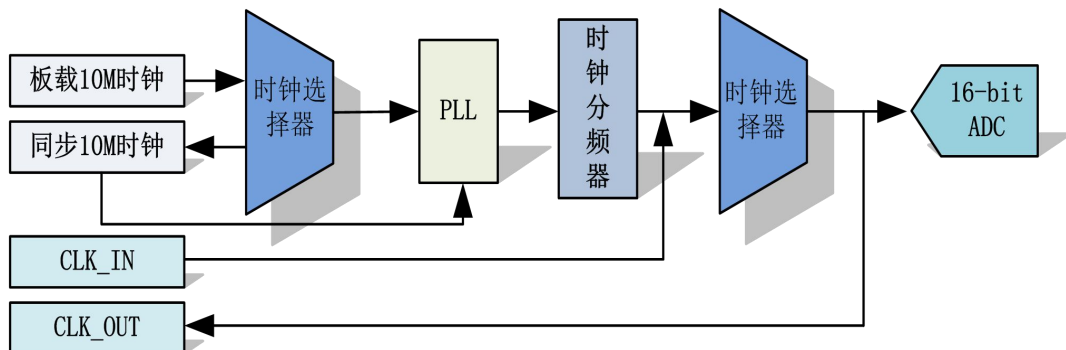 板载10M时钟
同步10M时钟
CLK_IN
CLK_OUT
时钟选
择器
PLL
时钟分频器
时钟选
择器
16-bit
ADC